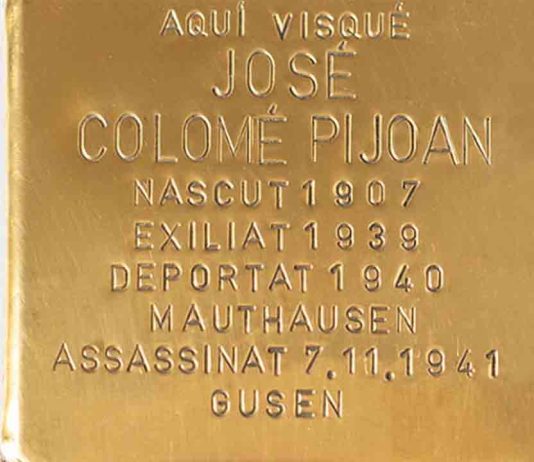 AQUÍ VISQUÉ
JOSÉ
COLOMÉ PIJOAN
NASCUT 1907
EXILIAT 1939
DEPORTAT 1940
MAUTHAUSEN
ASSASSINAT 7.11.1941
GUSEN